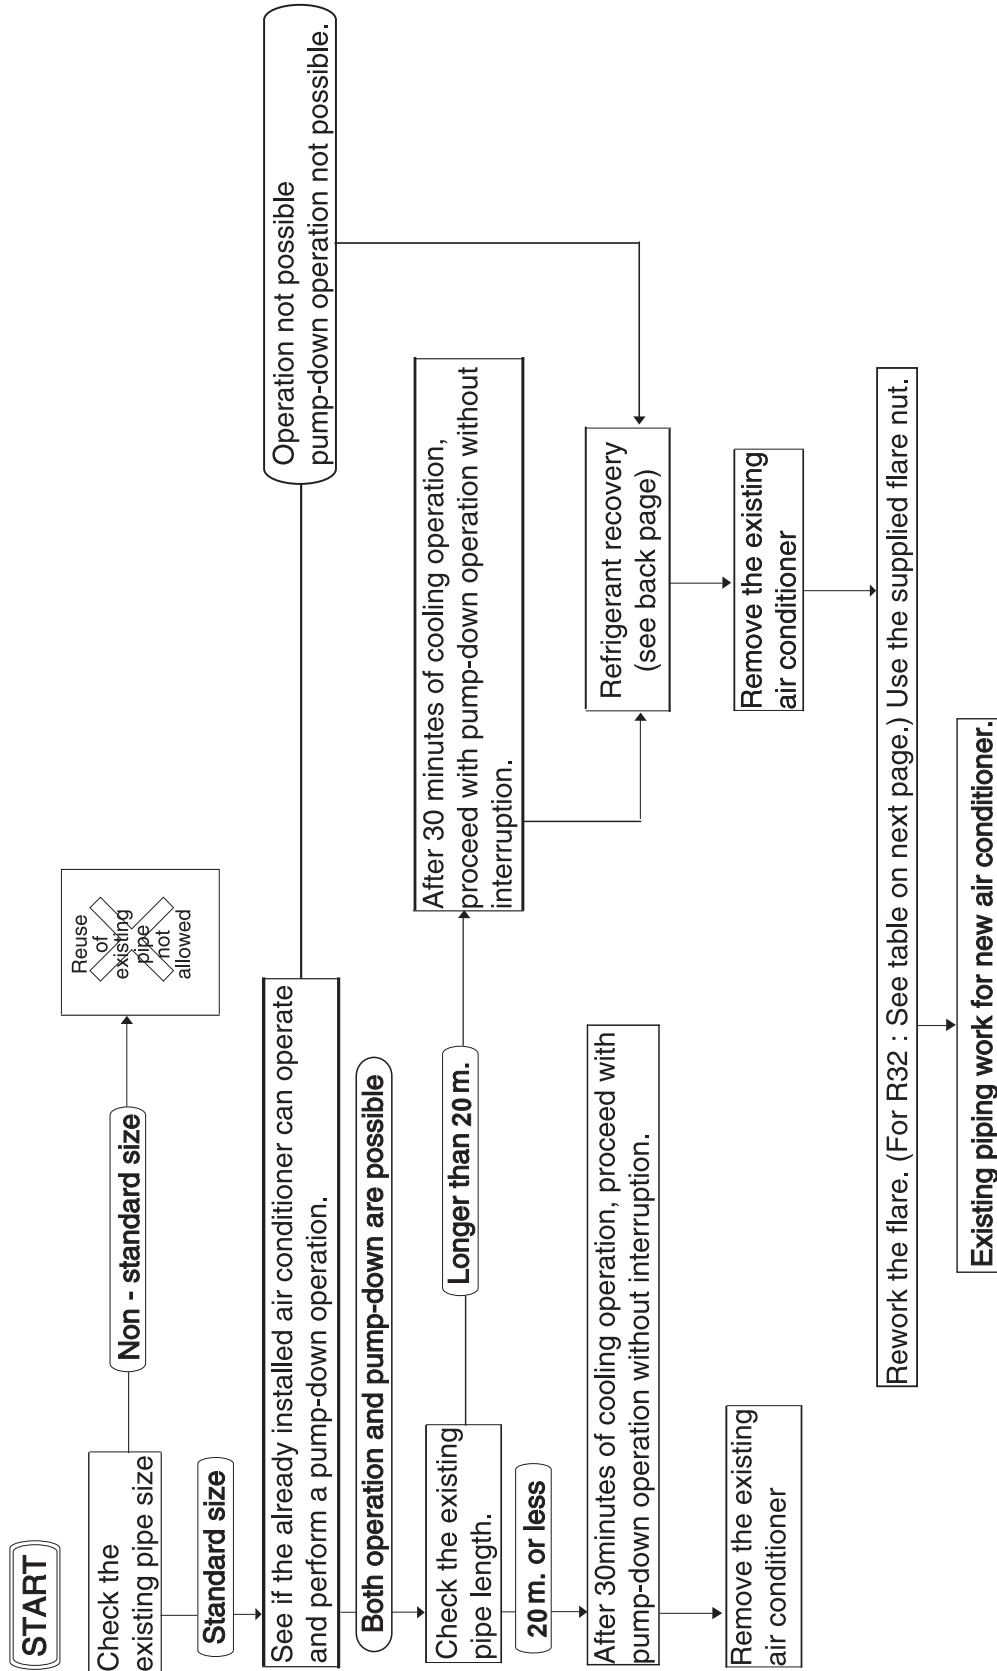 START
Check the
existing pipe size
Non - standard size
Reuse
of
existing
pipe
not
allowed
Standard size
See if the already installed air conditioner can operate
and perform a pump-down operation.
Operation not possible
pump-down operation not possible.
Both operation and pump-down are possible
Check the existing
pipe length.
Longer than 20 m.
After 30 minutes of cooling operation,
proceed with pump-down operation without
interruption.
20 m. or less
After 30minutes of cooling operation, proceed with
pump-down operation without interruption.
Refrigerant recovery
(see back page)
Remove the existing
air conditioner
Remove the existing
air conditioner
Rework the flare. (For R32 : See table on next page.) Use the supplied flare nut.
Existing piping work for new air conditioner.